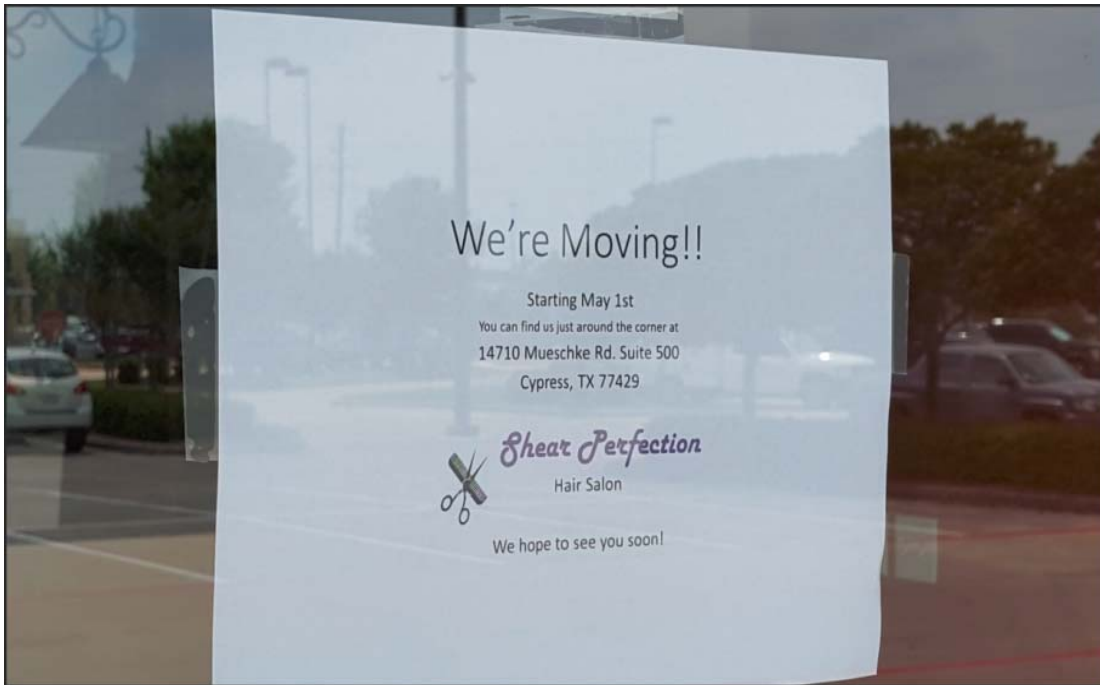 We're Moving!!
Starting May 1st
You can find us just around the corner at
14710 Mueschke Rd. Suite 500
Cypress, TX 77429
Shear Perfection
Hair Salon
We hope to see you soon!